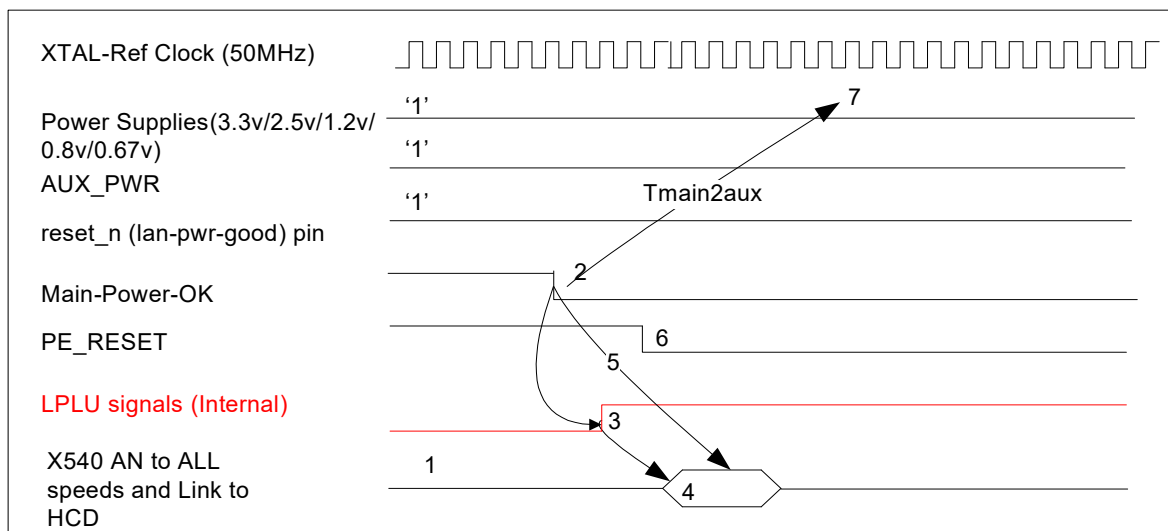 XTAL-Ref Clock (50MHz)
‘1’
7
Power Supplies(3.3v/2.5v/1.2v/
0.8v/0.67v)
‘1’
AUX_PWR
Tmain2aux
‘1’
reset_n (lan-pwr-good) pin
2
Main-Power-OK
PE_RESET
6
5
LPLU signals (Internal)
3
X540 AN to ALL
1
speeds and Link to
4
HCD